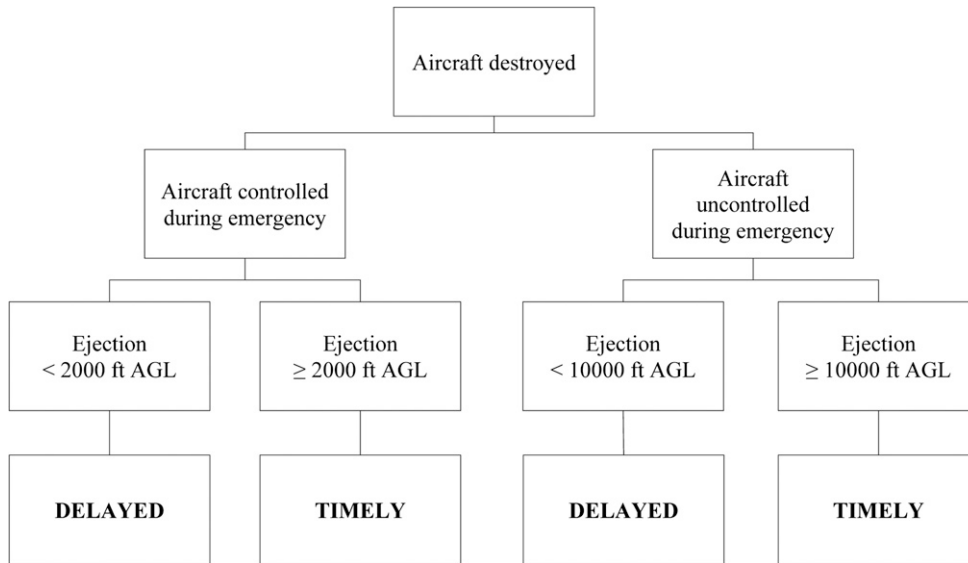 Aircraft destroyed
Aircraft controlled
during emergency
Aircraft
uncontrolled
during emergency
Ejection
< 2000 ft AGL
Ejection
≥ 2000 ft AGL
Ejection
< 10000 ft AGL
Ejection
≥ 10000 ft AGL
DELAYED
TIMELY
DELAYED
TIMELY